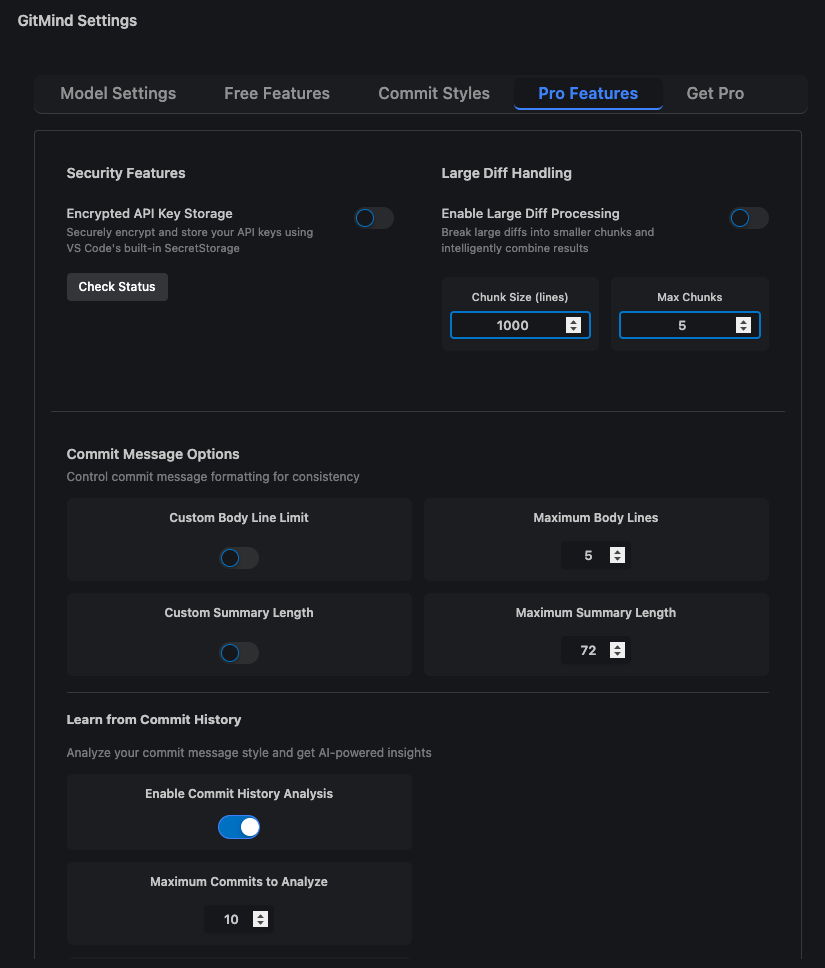 GitMind Settings
Model Settings
Free Features
Commit Styles
Pro Features
Get Pro
Security Features
Encrypted API Key Storage
Securely encrypt and store your API keys using
VS Code's built-in SecretStorage
Check Status
Large Diff Handling
Enable Large Diff Processing
Break large diffs into smaller chunks and
intelligently combine results
Chunk Size (lines)
1000
Max Chunks
5
Commit Message Options
Control commit message formatting for consistency
Custom Body Line Limit
Maximum Body Lines
5
Custom Summary Length
Maximum Summary Length
72
Learn from Commit History
Analyze your commit message style and get AI-powered insights
Enable Commit History Analysis
Maximum Commits to Analyze
10